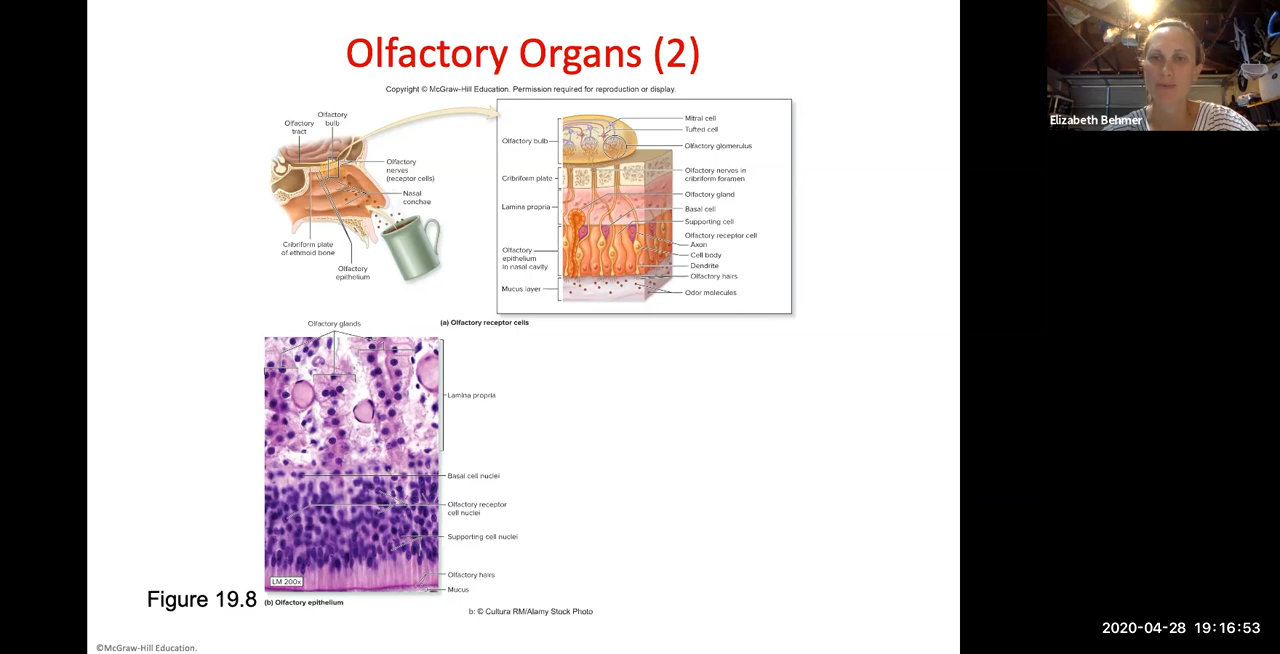 Olfactory Organs (2)
Copyright © McGraw-Hill Education. Permission required for reproduction or display.
Olfactory
tract
Olfactory
bulb
Olfactory
nerves
(receptor cells)
Nasal
conchae
Cribriform plate
of ethmoid bone
Olfactory
epithelium
Olfactory bulb
Cribriform plate
Lamina propria
Olfactory
epithelium
in nasal cavity
Mucus layer
Mitral cell
Tufted cell
Olfactory glomerulus
Olfactory nerves in
cribriform foramen
Olfactory gland
Basal cell
Supporting cell
Olfactory receptor cell
Axon
Cell body
Dendrite
Olfactory hairs
Odor molecules
(a) Olfactory receptor cells
Olfactory glands
Lamina propria
Basal cell nuclei
Olfactory receptor
cell nuclei
Supporting cell nuclei
Olfactory hairs
Mucus
LM 200x
Figure 19.8
(b) Olfactory epithelium
b: © Cultura RM/Alamy Stock Photo
©McGraw-Hill Education.
Elizabeth Behmer
2020-04-28 19:16:53